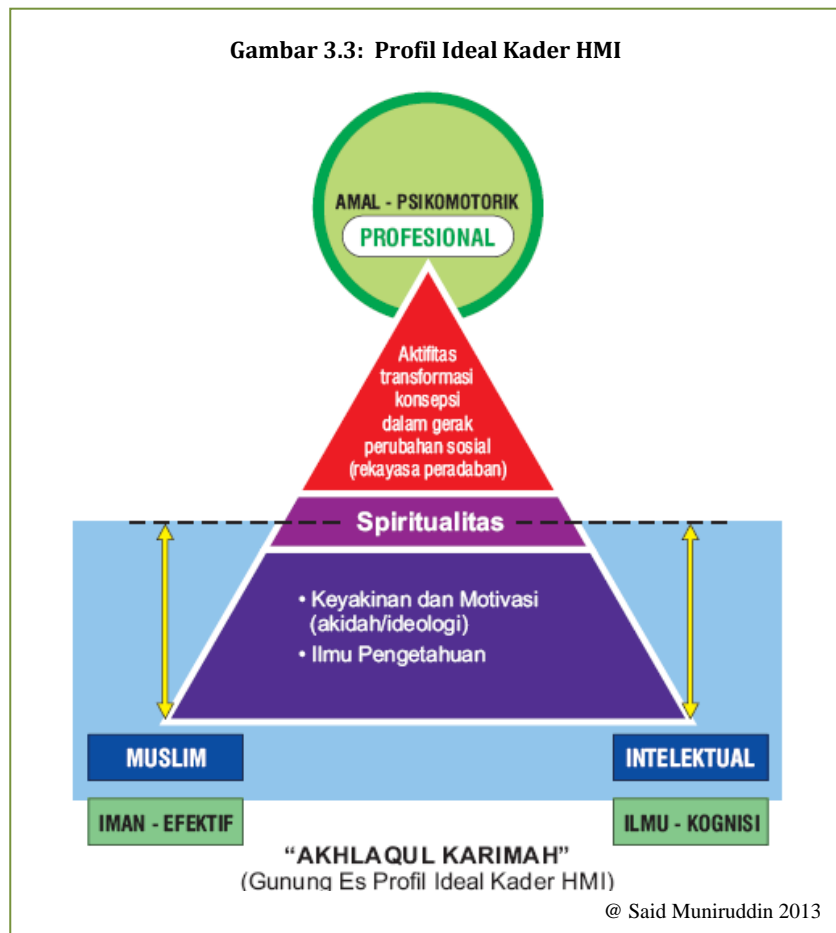 Gambar 3.3: Profil Ideal Kader HMI
AMAL - PSIKOMOTORIK
PROFESIONAL
Aktifitas
transformasi
konsepsi
dalam gerak
perubahan sosial
(rekayasa peradaban)
Spiritualitas
• Keyakinan dan Motivasi
(akidah/ideologi)
• Ilmu Pengetahuan
MUSLIM
INTELEKTUAL
IMAN - EFEKTIF
ILMU - KOGNISI
“AKHLAQUL KARIMAH”
(Gunung Es Profil Ideal Kader HMI)
@ Said Muniruddin 2013